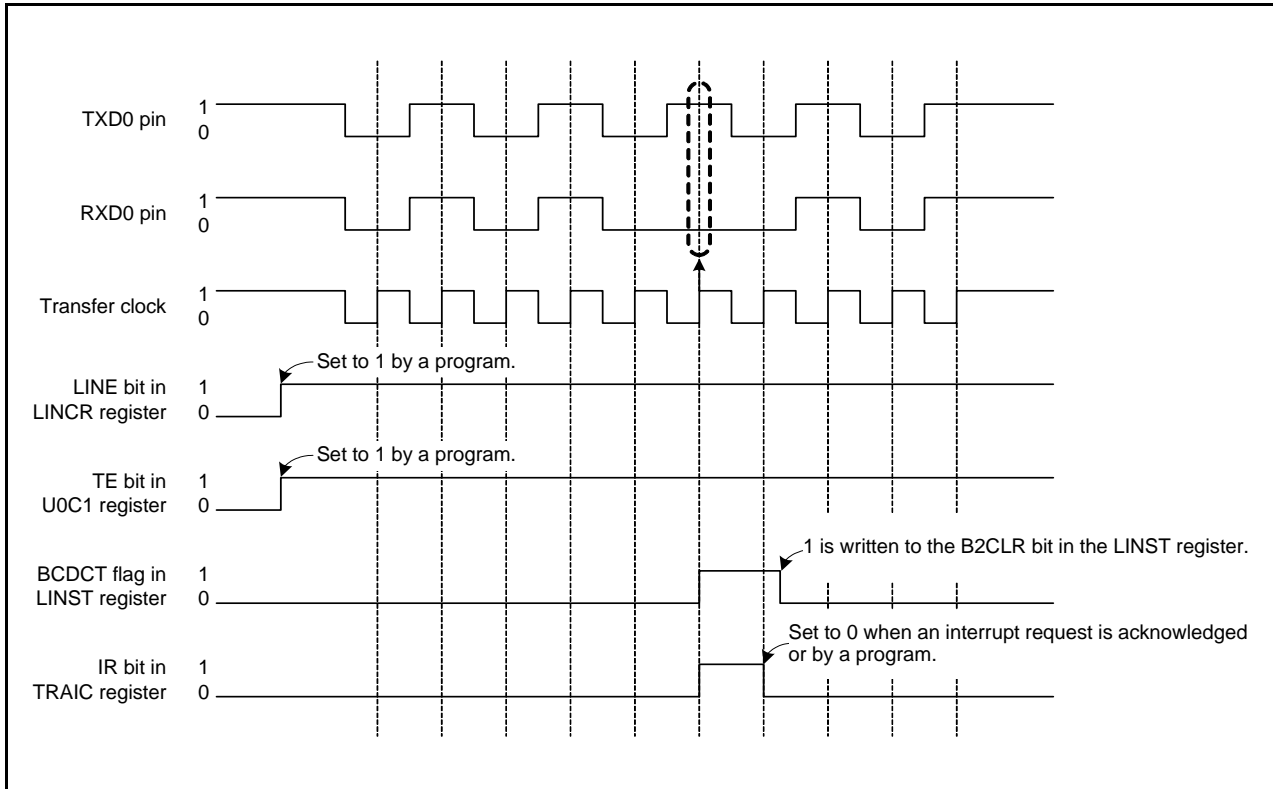 TXD0 pin
1
0
RXD0 pin
1
0
Transfer clock
1
0
Set to 1 by a program.
LINE bit in
LINCR register
1
0
Set to 1 by a program.
TE bit in
U0C1 register
1
0
1 is written to the B2CLR bit in the LINST register.
BCDCT flag in
LINST register
1
0
Set to 0 when an interrupt request is acknowledged
or by a program.
IR bit in
TRAIC register
1
0